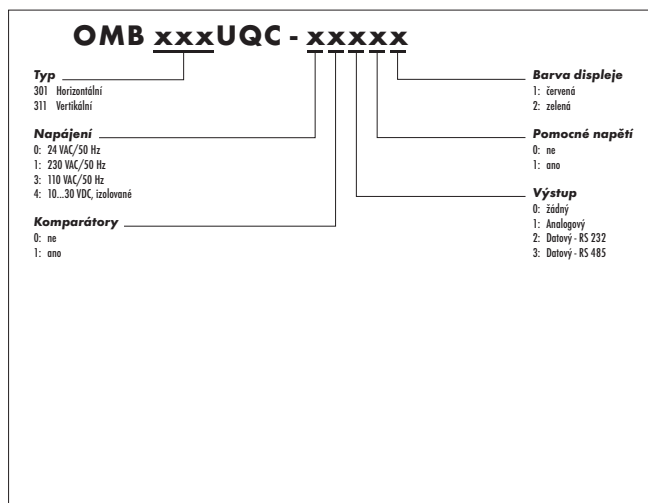 OMB xxxUQC - xxxxx
Typ
301 Horizontální
311 Vertikální
Napájení
0: 24 VAC/50 Hz
1: 230 VAC/50 Hz
3: 110 VAC/50 Hz
4: 10...30 VDC, izolované
Komparátory
0: ne
1: ano
Barva displeje
1: červená
2: zelená
Pomocné napětí
0: ne
1: ano
Výstup
0: žádný
1: Analogový
2: Datový - RS 232
3: Datový - RS 485